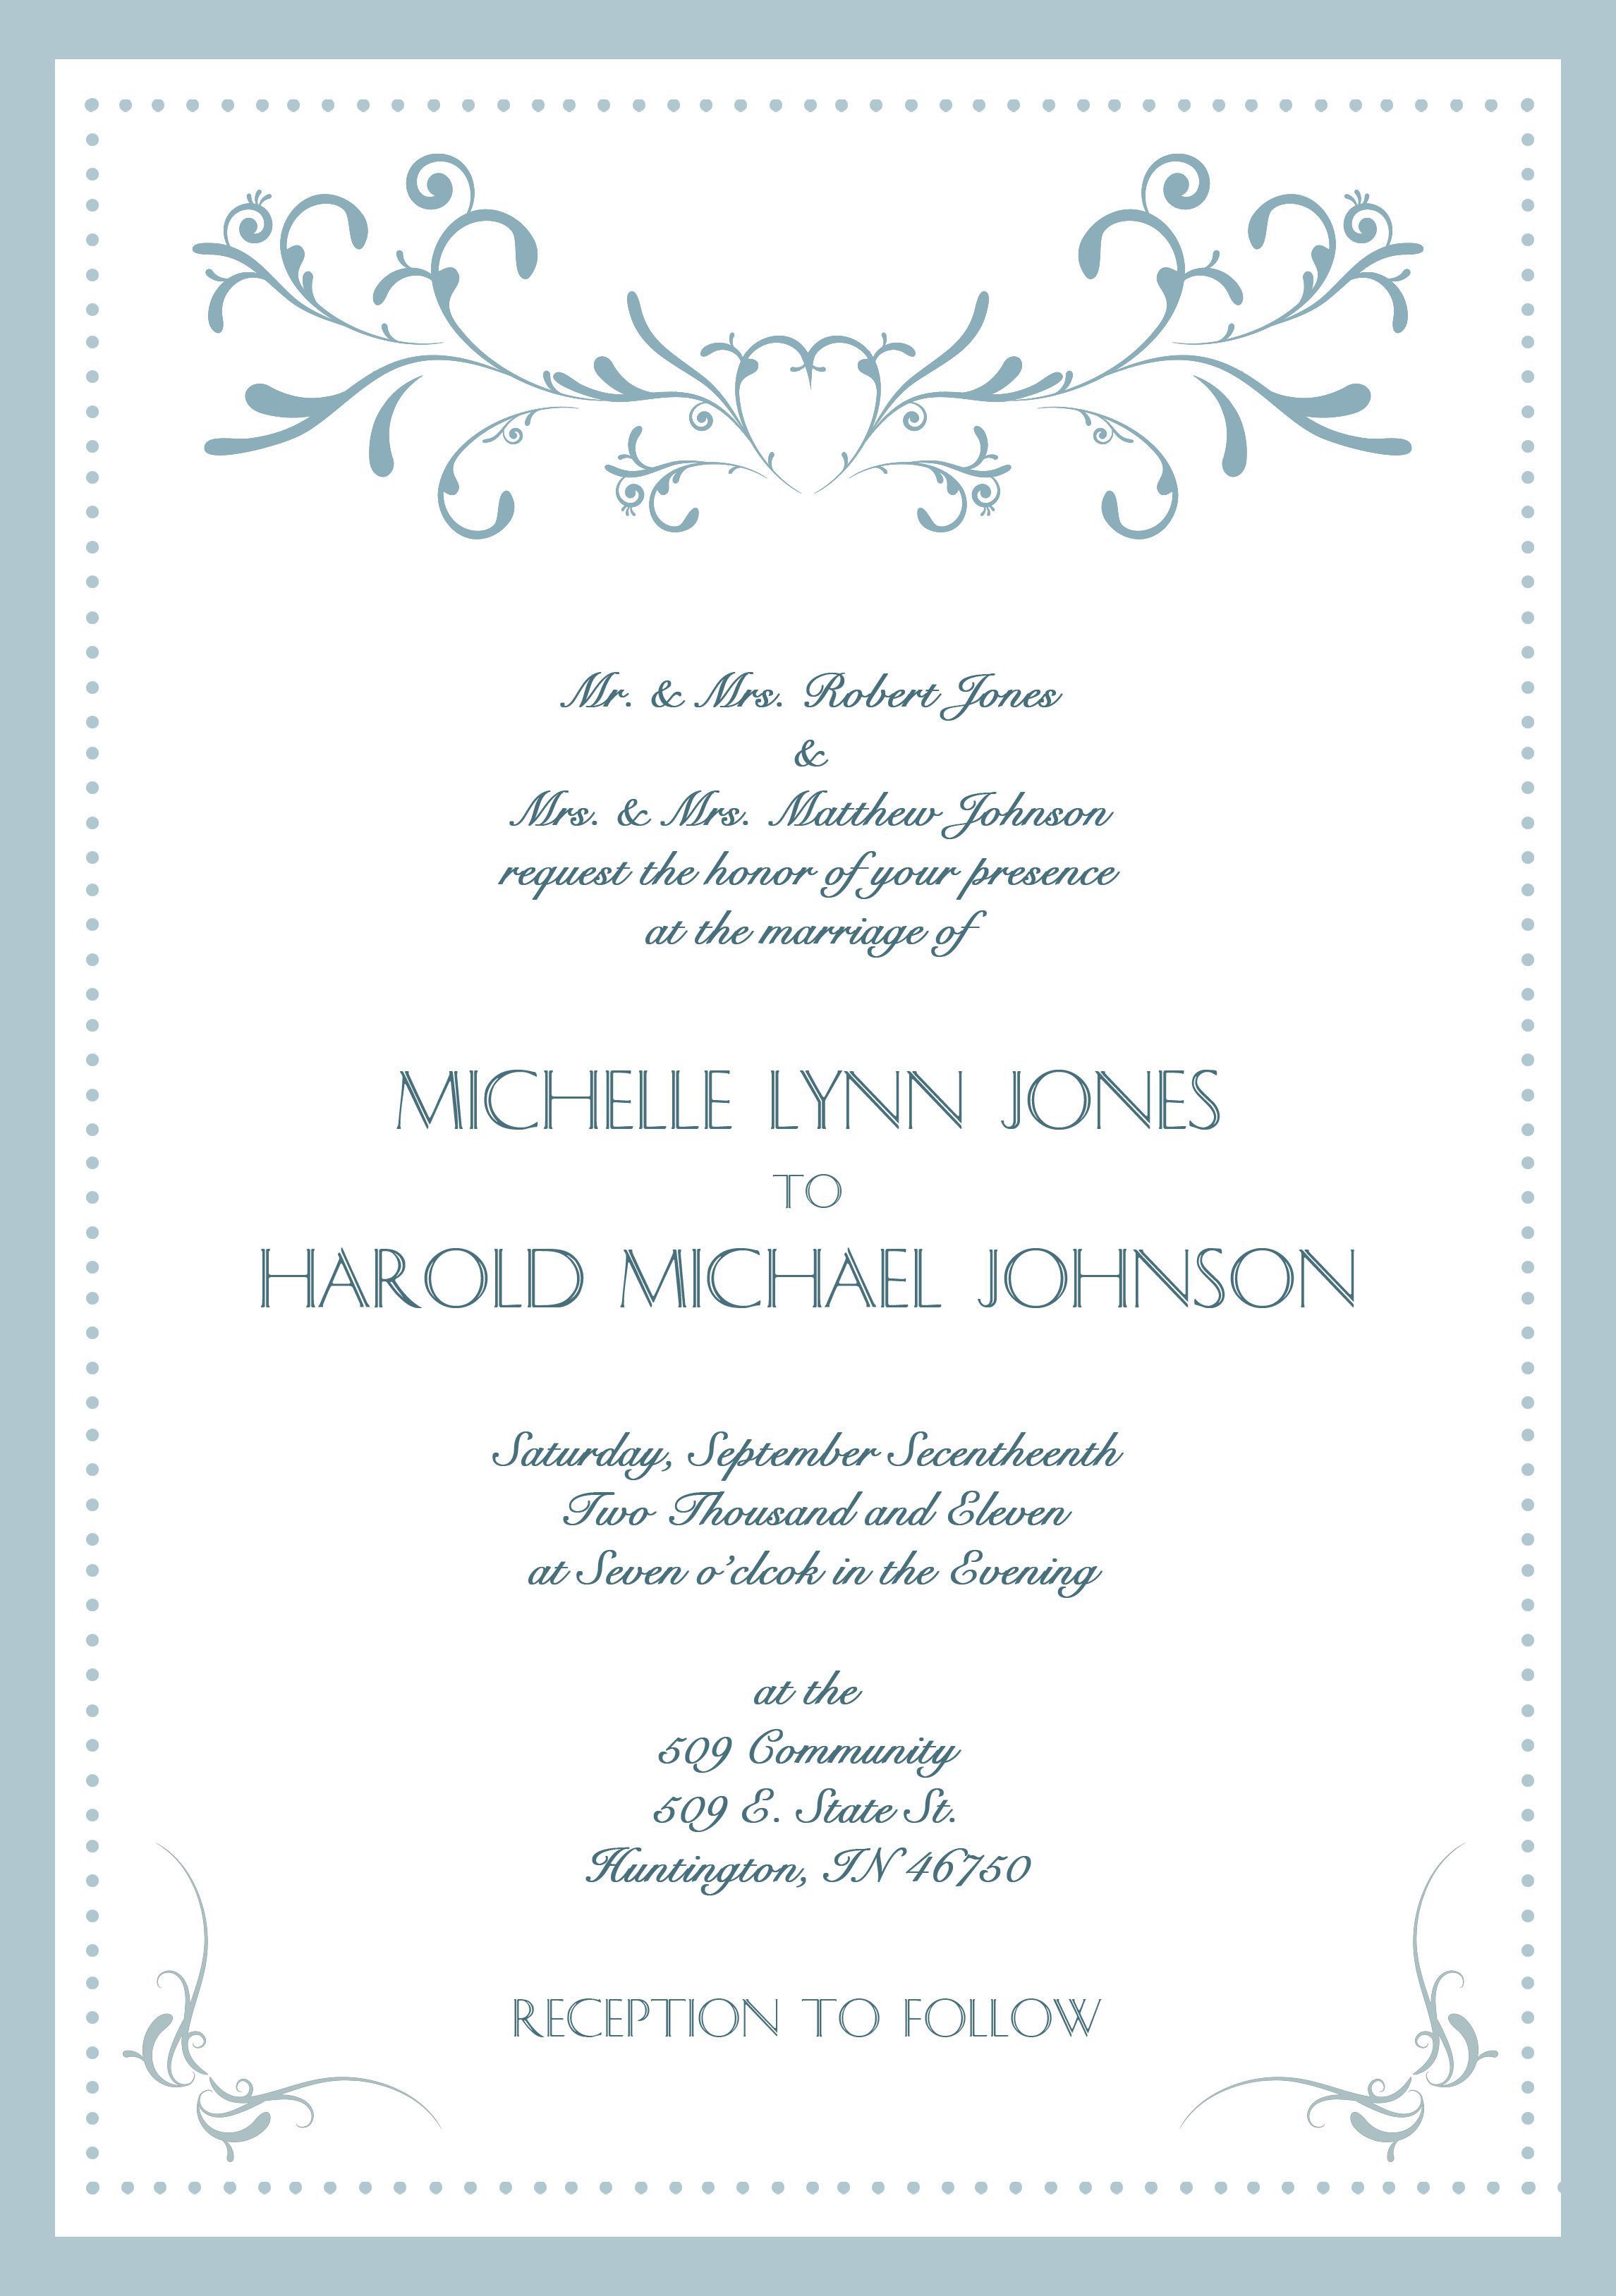 Mr. & Mrs. Robert Jones
&
Mrs. & Mrs. Matthew Johnson
request the honor of your presence
at the marriage of
MICHELLE LYNN JONES
TO
HAROLD MICHAEL JOHNSON
Saturday, September Secentheenth
Two Thousand and Eleven
at Seven o'clcok in the Evening
at the
509 Community
509 E. State St.
Huntington, IN 46750
RECEPTION TO FOLLOW